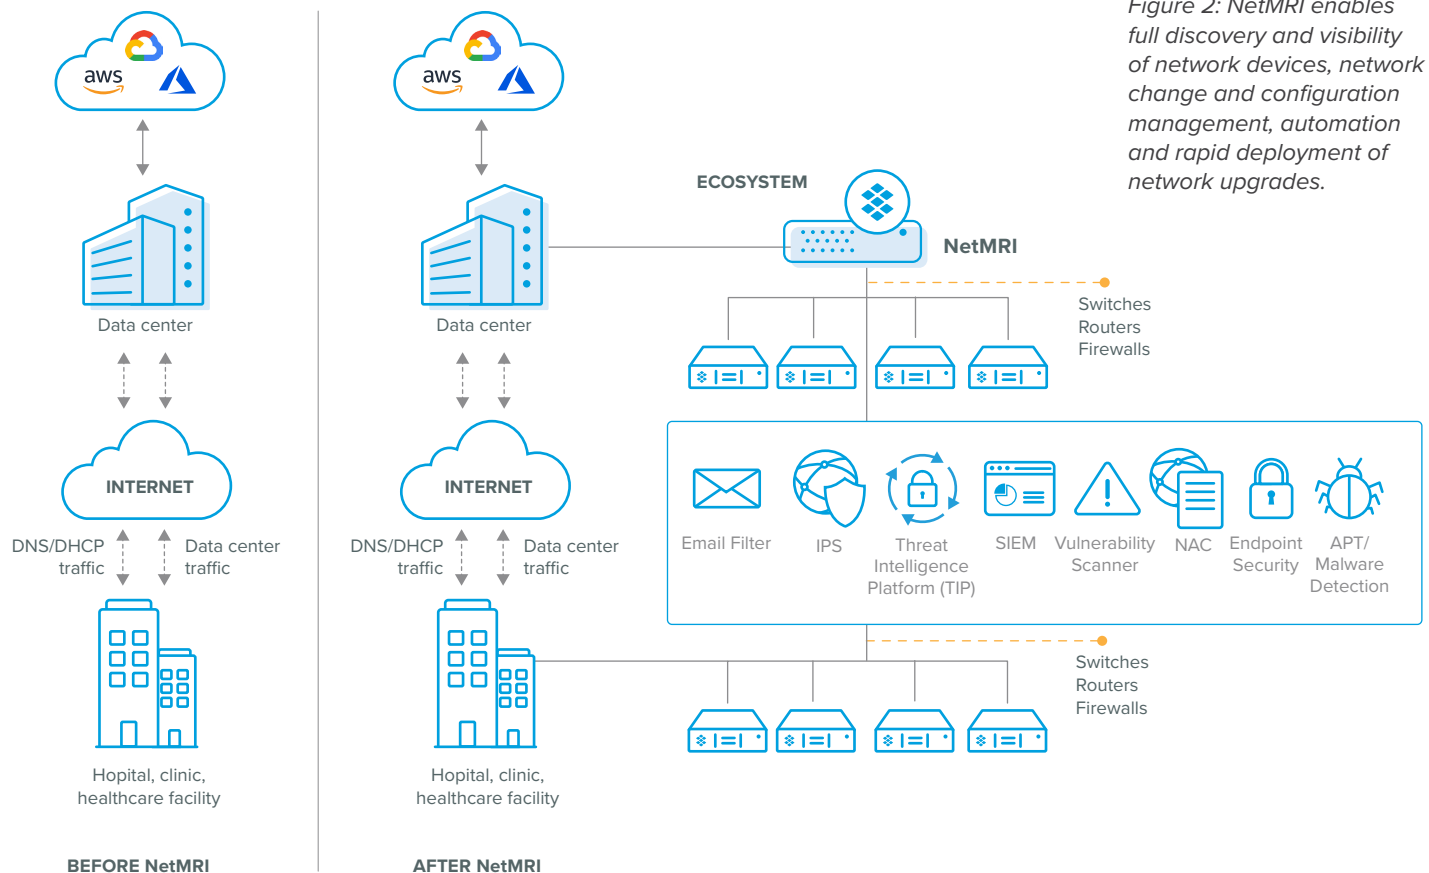 Figure 2: NetMRI enables
full discovery and visibility
of network devices, network
change and configuration
management, automation
and rapid deployment of
network upgrades.
aws
Data center
INTERNET
DNS/DHCP
traffic
Data center
traffic
Hopital, clinic,
healthcare facility
BEFORE NetMRI
aws
Data center
INTERNET
DNS/DHCP
traffic
Data center
traffic
Hopital, clinic,
healthcare facility
AFTER NetMRI
ECOSYSTEM
NetMRI
Switches
Routers
Firewalls
Email Filter
IPS
Threat
Intelligence
Platform (TIP)
SIEM
Vulnerability
Scanner
NAC
Endpoint
Security
APT/
Malware
Detection
Switches
Routers
Firewalls